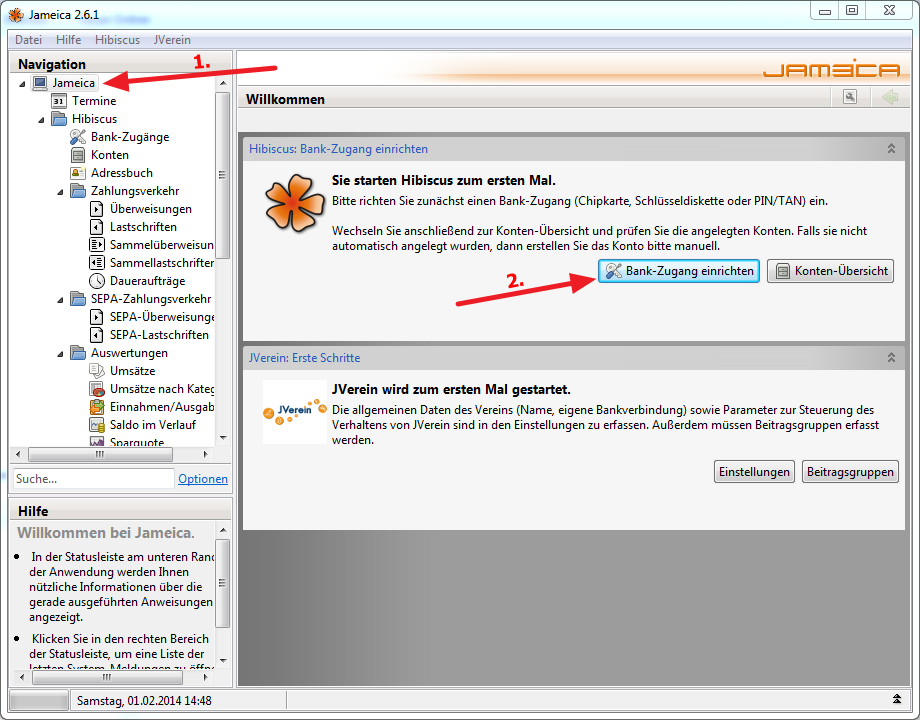 Jameica 2.6.1
Datei Hilfe Hibiscus JVerein
Navigation
1.
Jameica
31 Termine
Hibiscus
Bank-Zugänge
Konten
Adressbuch
Zahlungsverkehr
Überweisungen
Lastschriften
Sammelüberweisun
Sammellastschrifter
Daueraufträge
SEPA-Zahlungsverkehr
SEPA-Überweisunge
SEPA-Lastschriften
Auswertungen
Umsätze
Umsätze nach Kateg
Einnahmen/Ausgab
Saldo im Verlauf
Sparquote
Suche...
Optionen
Hilfe
Willkommen bei Jameica.
• In der Statusleiste am unteren Rand
der Anwendung werden Ihnen
nützliche Informationen über die
gerade ausgeführten Anweisungen
angezeigt.
• Klicken Sie in den rechten Bereich
der Statusleiste, um eine Liste der
letzten System-Meldungen zu öffne
JAMEICA
Willkommen
Hibiscus: Bank-Zugang einrichten
Sie starten Hibiscus zum ersten Mal.
Bitte richten Sie zunächst einen Bank-Zugang (Chipkarte, Schlüsseldiskette oder PIN/TAN) ein.
Wechseln Sie anschließend zur Konten-Übersicht und prüfen Sie die angelegten Konten. Falls sie nicht
automatisch angelegt wurden, dann erstellen Sie das Konto bitte manuell.
2.
Bank-Zugang einrichten
Konten-Übersicht
JVerein: Erste Schritte
JVerein
JVerein wird zum ersten Mal gestartet.
Die allgemeinen Daten des Vereins (Name, eigene Bankverbindung) sowie Parameter zur Steuerung des
Verhaltens von JVerein sind in den Einstellungen zu erfassen. Außerdem müssen Beitragsgruppen erfasst
werden.
Einstellungen
Beitragsgruppen
Samstag, 01.02.2014 14:48